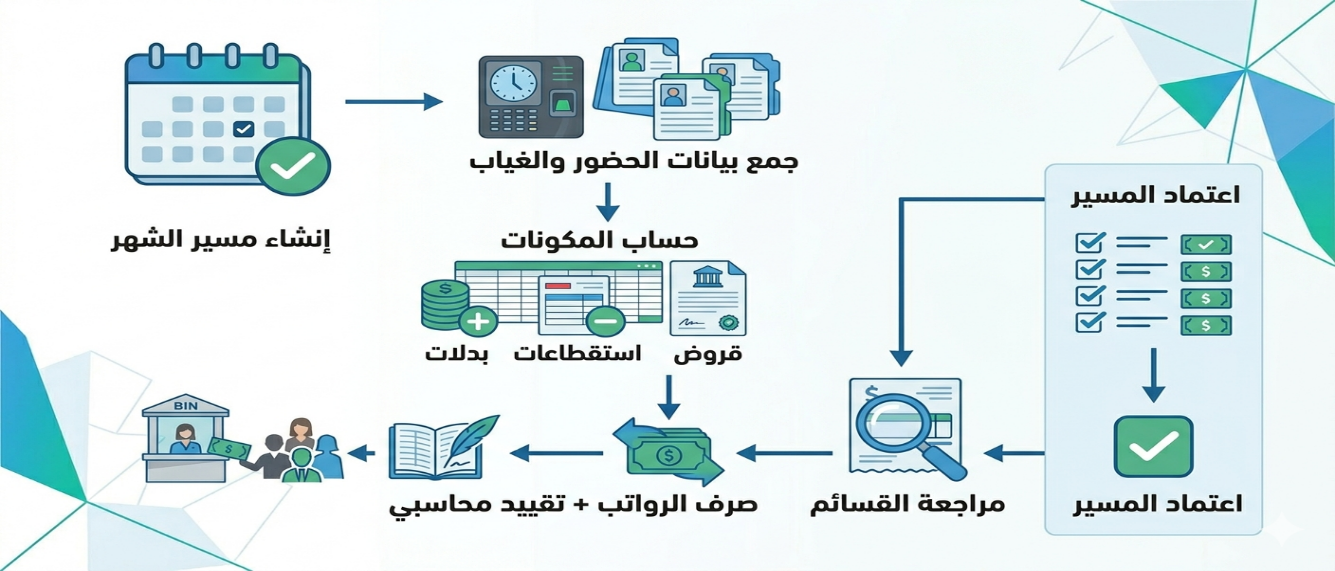 إنشاء مسير الشهر
جمع بيانات الحضور والغياب
حساب المكونات
قروض
استقطاعات
بدلات
اعتماد المسير
اعتماد المسير
مراجعة القسائم
صرف الرواتب + تقييد محاسبي
BIN